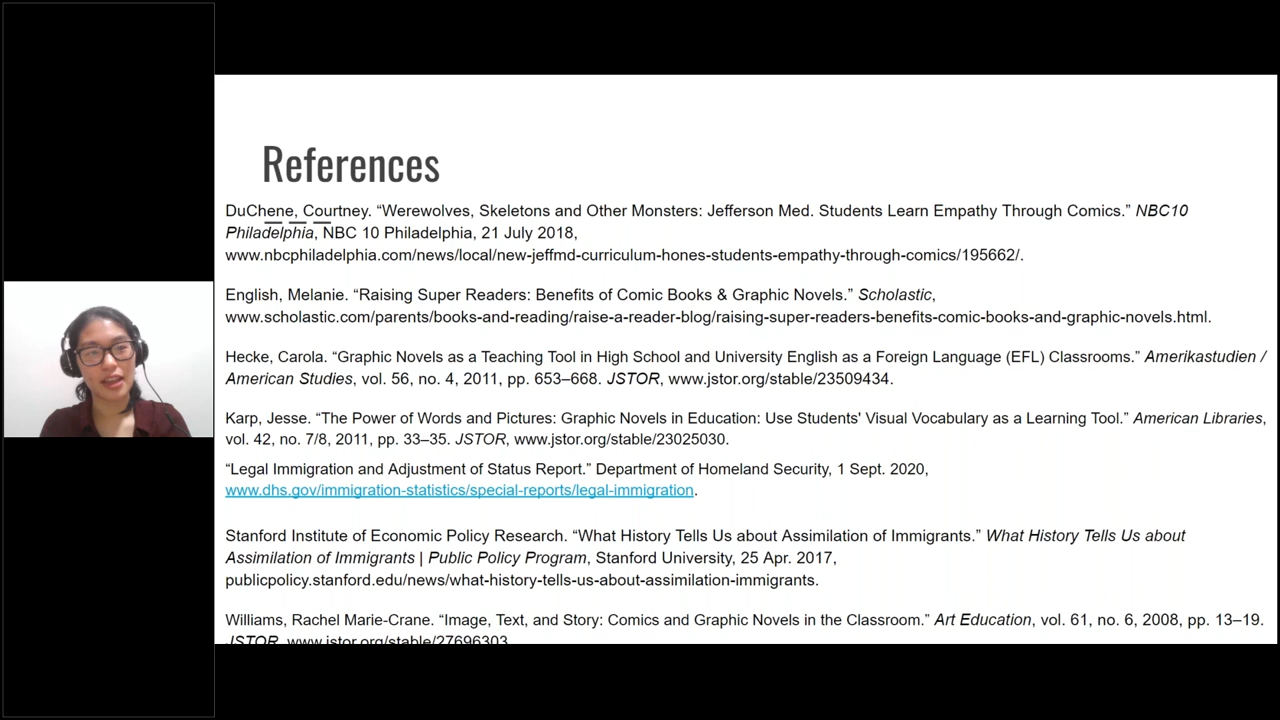 References
DuChene, Courtney. “Werewolves, Skeletons and Other Monsters: Jefferson Med. Students Learn Empathy Through Comics.” NBC10
Philadelphia, NBC 10 Philadelphia, 21 July 2018,
www.nbcphiladelphia.com/news/local/new-jeffmd-curriculum-hones-students-empathy-through-comics/195662/.
English, Melanie. “Raising Super Readers: Benefits of Comic Books & Graphic Novels.” Scholastic,
www.scholastic.com/parents/books-and-reading/raise-a-reader-blog/raising-super-readers-benefits-comic-books-and-graphic-novels.html.
Hecke, Carola. “Graphic Novels as a Teaching Tool in High School and University English as a Foreign Language (EFL) Classrooms.” Amerikastudien /
American Studies, vol. 56, no. 4, 2011, pp. 653–668. JSTOR, www.jstor.org/stable/23509434.
Karp, Jesse. “The Power of Words and Pictures: Graphic Novels in Education: Use Students' Visual Vocabulary as a Learning Tool.” American Libraries,
vol. 42, no. 7/8, 2011, pp. 33–35. JSTOR, www.jstor.org/stable/23025030.
“Legal Immigration and Adjustment of Status Report.” Department of Homeland Security, 1 Sept. 2020,
www.dhs.gov/immigration-statistics/special-reports/legal-immigration.
Stanford Institute of Economic Policy Research. “What History Tells Us about Assimilation of Immigrants.” What History Tells Us about
Assimilation of Immigrants | Public Policy Program, Stanford University, 25 Apr. 2017,
publicpolicy.stanford.edu/news/what-history-tells-us-about-assimilation-immigrants.
Williams, Rachel Marie-Crane. “Image, Text, and Story: Comics and Graphic Novels in the Classroom.” Art Education, vol. 61, no. 6, 2008, pp. 13–19.
JSTOR, www.jstor.org/stable/27696303.